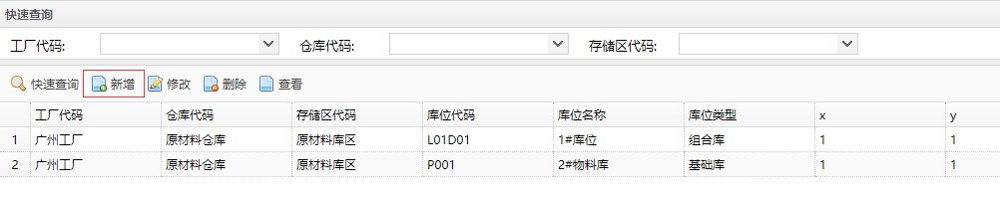 快速查询
工厂代码: 仓库代码: 存储区代码:
快速查询 新增 修改 删除 查看
工厂代码 仓库代码 存储区代码 库位代码 库位名称 库位类型 x y
1 广州工厂 原材料仓库 原材料库区 L01D01 1#库位 组合库 1 1
2 广州工厂 原材料仓库 原材料库区 P001 2#物料库 基础库 1 1